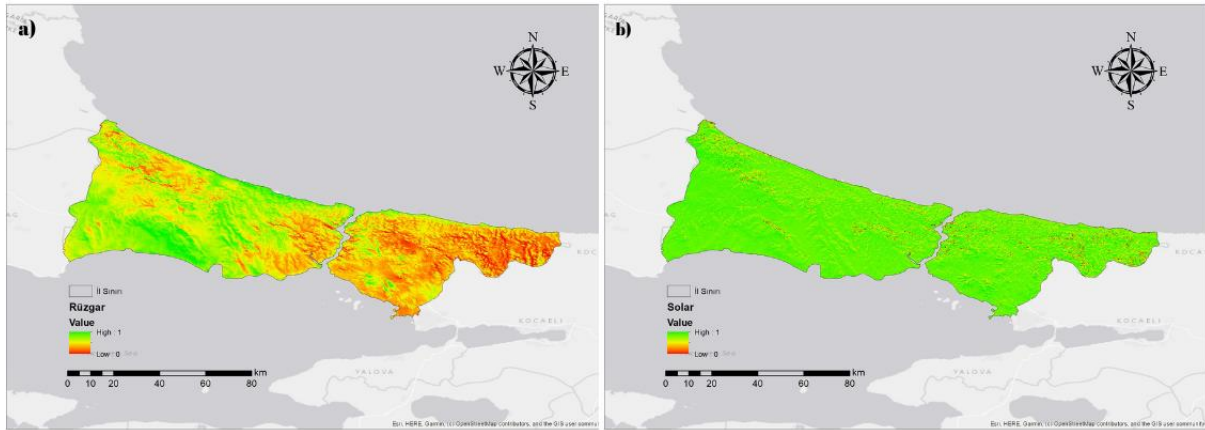 a)
N
W E
S
İl Sınırı
Rüzgar
Value
High : 1
Low : 0
km
0 10 20 40 60 80
KOCAELİ
YALOVA
Esri, HERE, Garmin, (c) OpenStreetMap contributors, and the GIS user commun
b)
N
W E
S
İl Sınırı
Solar
Value
High : 1
Low : 0
km
0 10 20 40 60 80
KOCAELİ
YALOVA
Esri, HERE, Garmin, (c) OpenStreetMap contributors, and the GIS user community